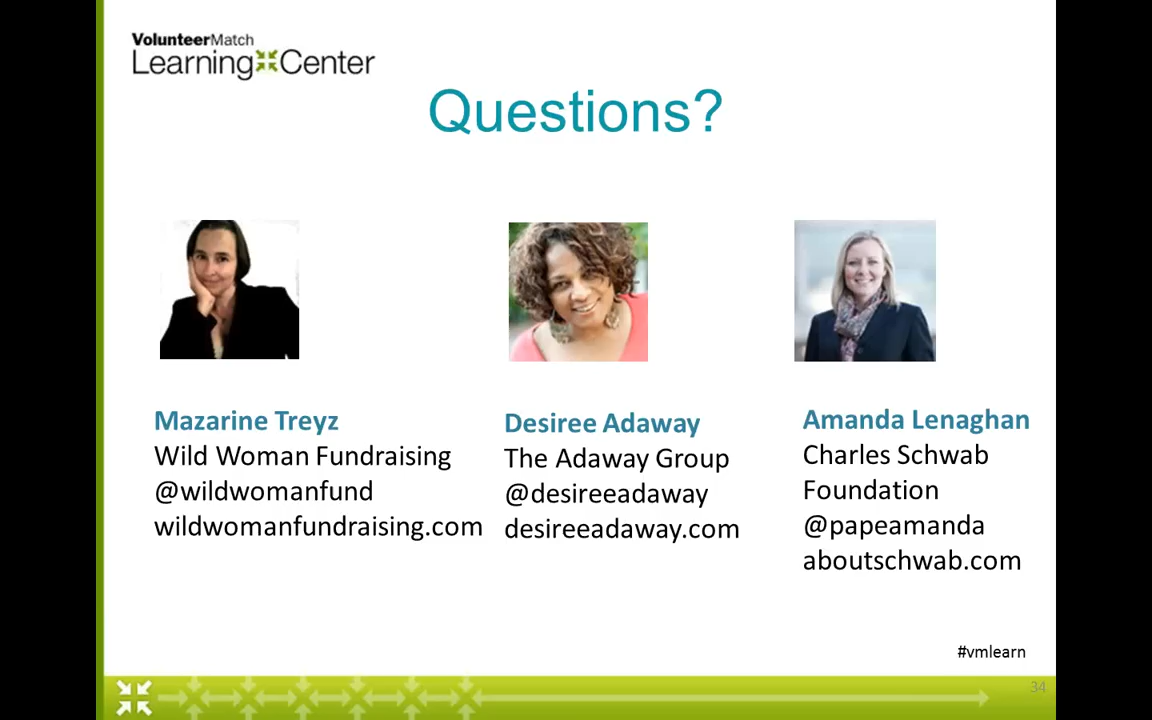 VolunteerMatch
Learning Center
Questions?
Mazarine Treyz
Wild Woman Fundraising
@wildwomanfund
wildwomanfundraising.com
Desiree Adaway
The Adaway Group
@desireeadaway
desireeadaway.com
Amanda Lenaghan
Charles Schwab
Foundation
@papeamanda
aboutschwab.com
#vmlearn
34